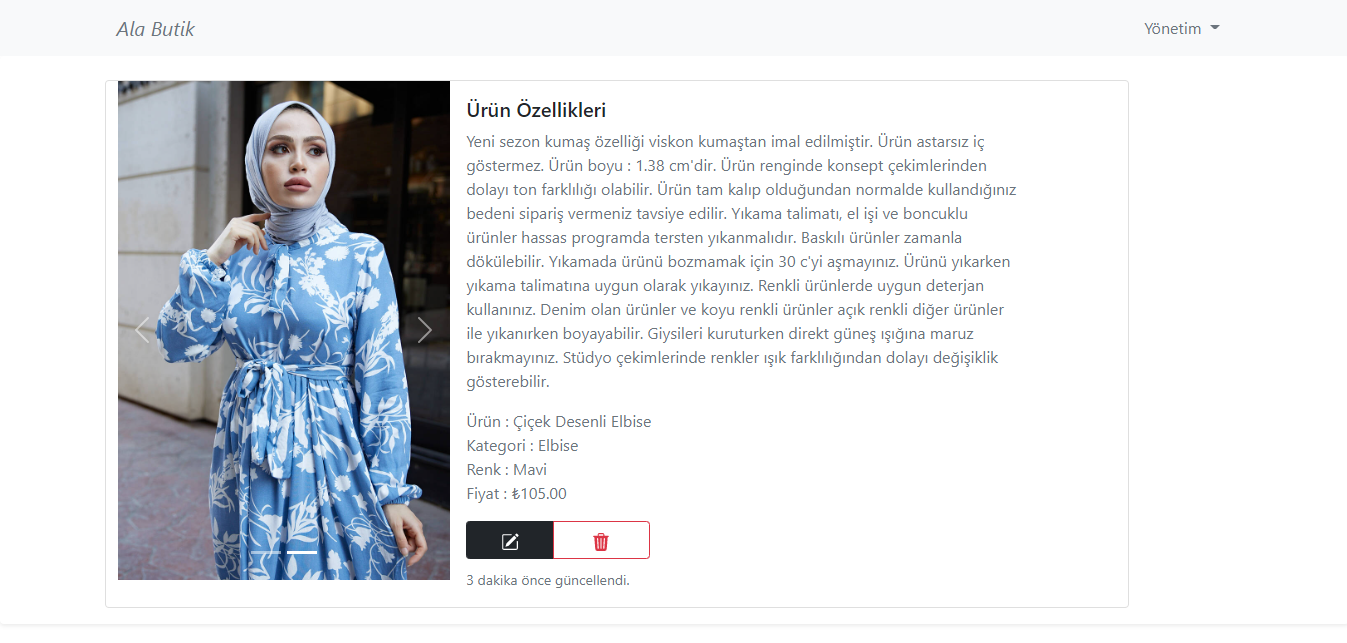 Ala Butik
Yönetim
Ürün Özellikleri
Yeni sezon kumaş özelliği viskon kumaştan imal edilmiştir. Ürün astarsız iç
göstermez. Ürün boyu : 1.38 cm'dir. Ürün renginde konsept çekimlerinden
dolayı ton farklılığı olabilir. Ürün tam kalıp olduğundan normalde kullandığınız
bedeni sipariş vermeniz tavsiye edilir. Yıkama talimatı, el işi ve boncuklu
ürünler hassas programda tersten yıkanmalıdır. Baskılı ürünler zamanla
dökülebilir. Yıkamada ürünü bozmamak için 30 c'yi aşmayınız. Ürünü yıkarken
yıkama talimatına uygun olarak yıkayınız. Renkli ürünlerde uygun deterjan
kullanınız. Denim olan ürünler ve koyu renkli ürünler açık renkli diğer ürünler
ile yıkanırken boyayabilir. Giysileri kuruturken direkt güneş ışığına maruz
bırakmayınız. Stüdyo çekimlerinde renkler ışık farklılığından dolayı değişiklik
gösterebilir.
Ürün : Çiçek Desenli Elbise
Kategori : Elbise
Renk : Mavi
Fiyat : ₺105.00
3 dakika önce güncellendi.